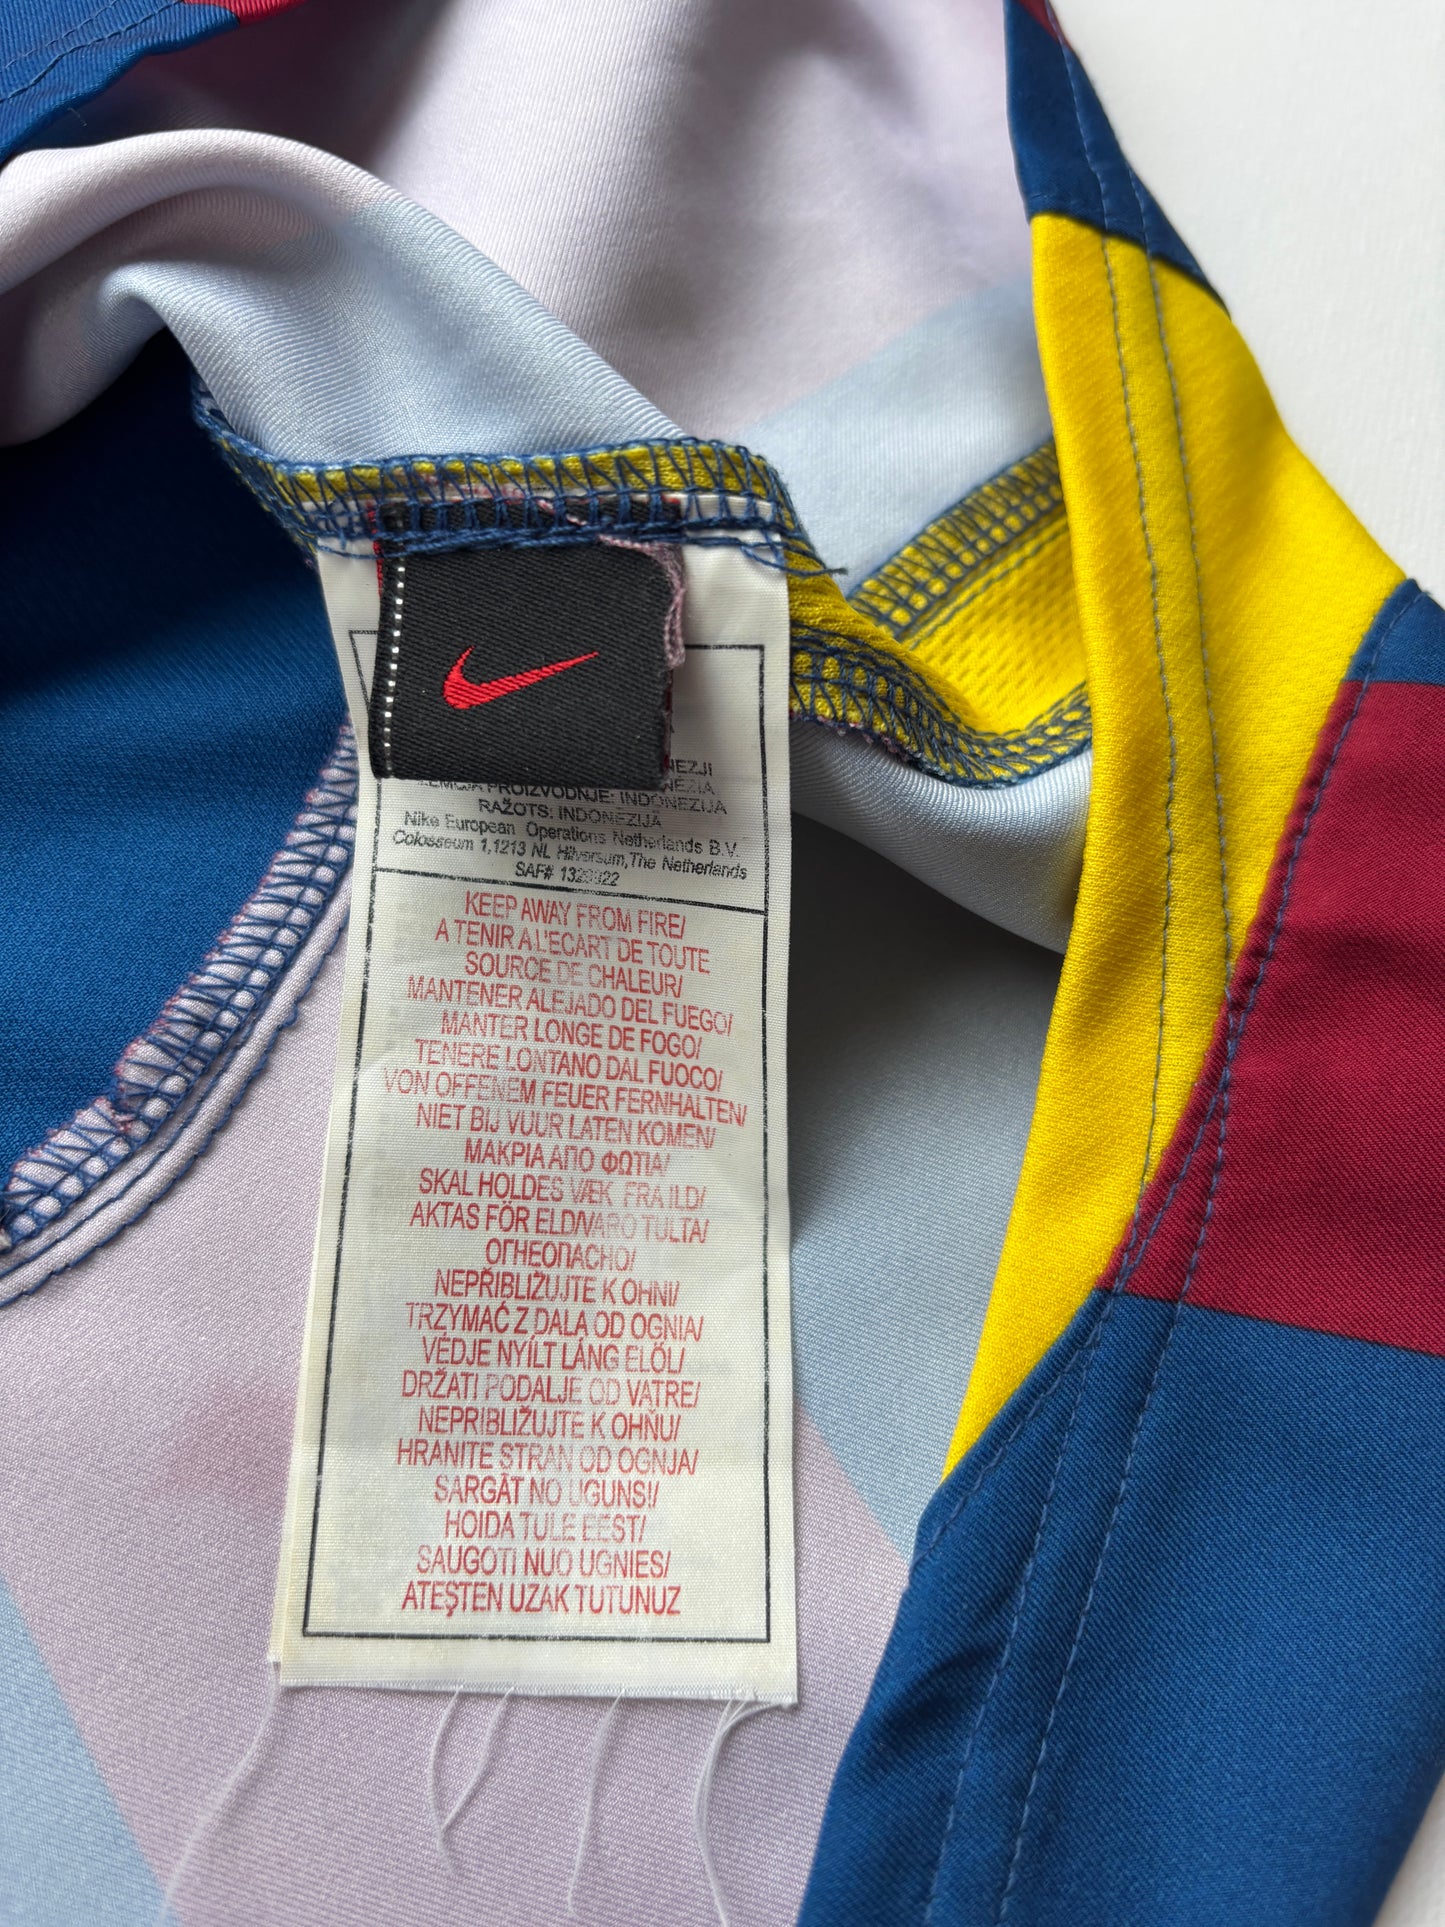 NEZJI
PROIZVODNJE: INDONEZIJA
RAŽOTS: INDONEZIJA
Nike European Operations Netherlands B.V.
Colosseum 1,1213 NL Hilversum,The Netherlands
SAF#
KEEP AWAY FROM FIRE/
A TENIR A L'ECART DE TOUTE
SOURCE DE CHALEUR/
MANTENER ALEJADO DEL FUEGO/
MANTER LONGE DE FOGO/
TENERE LONTANO DAL FUOCO/
VON OFFENEM FEUER FERNHALTEN/
NIET BIJ VUUR LATEN KOMEN/
ΜΑΚΡΙΑ ΑΠΟ ΦΩΤΙΑ/
SKAL HOLDES VÆK FRA ILD/
AKTAS FÖR ELD/VARO TULTA/
ОГНЕОПАСНО/
NEPŘIBLIŽUJTE K OHNI/
TRZYMAĆ Z DALA OD OGNIA/
VÉDJE NYÍLT LÁNG ELŐL/
DRŽATI PODALJE OD VATRE/
NEPRIBLIŽUJTE K OHŇU/
HRANITE STRAN OD OGNJA/
SARGĀT NO UGUNS!/
HOIDA TULE EEST/
SAUGOTI NUO UGNIES/
ATEŞTEN UZAK TUTUNUZ